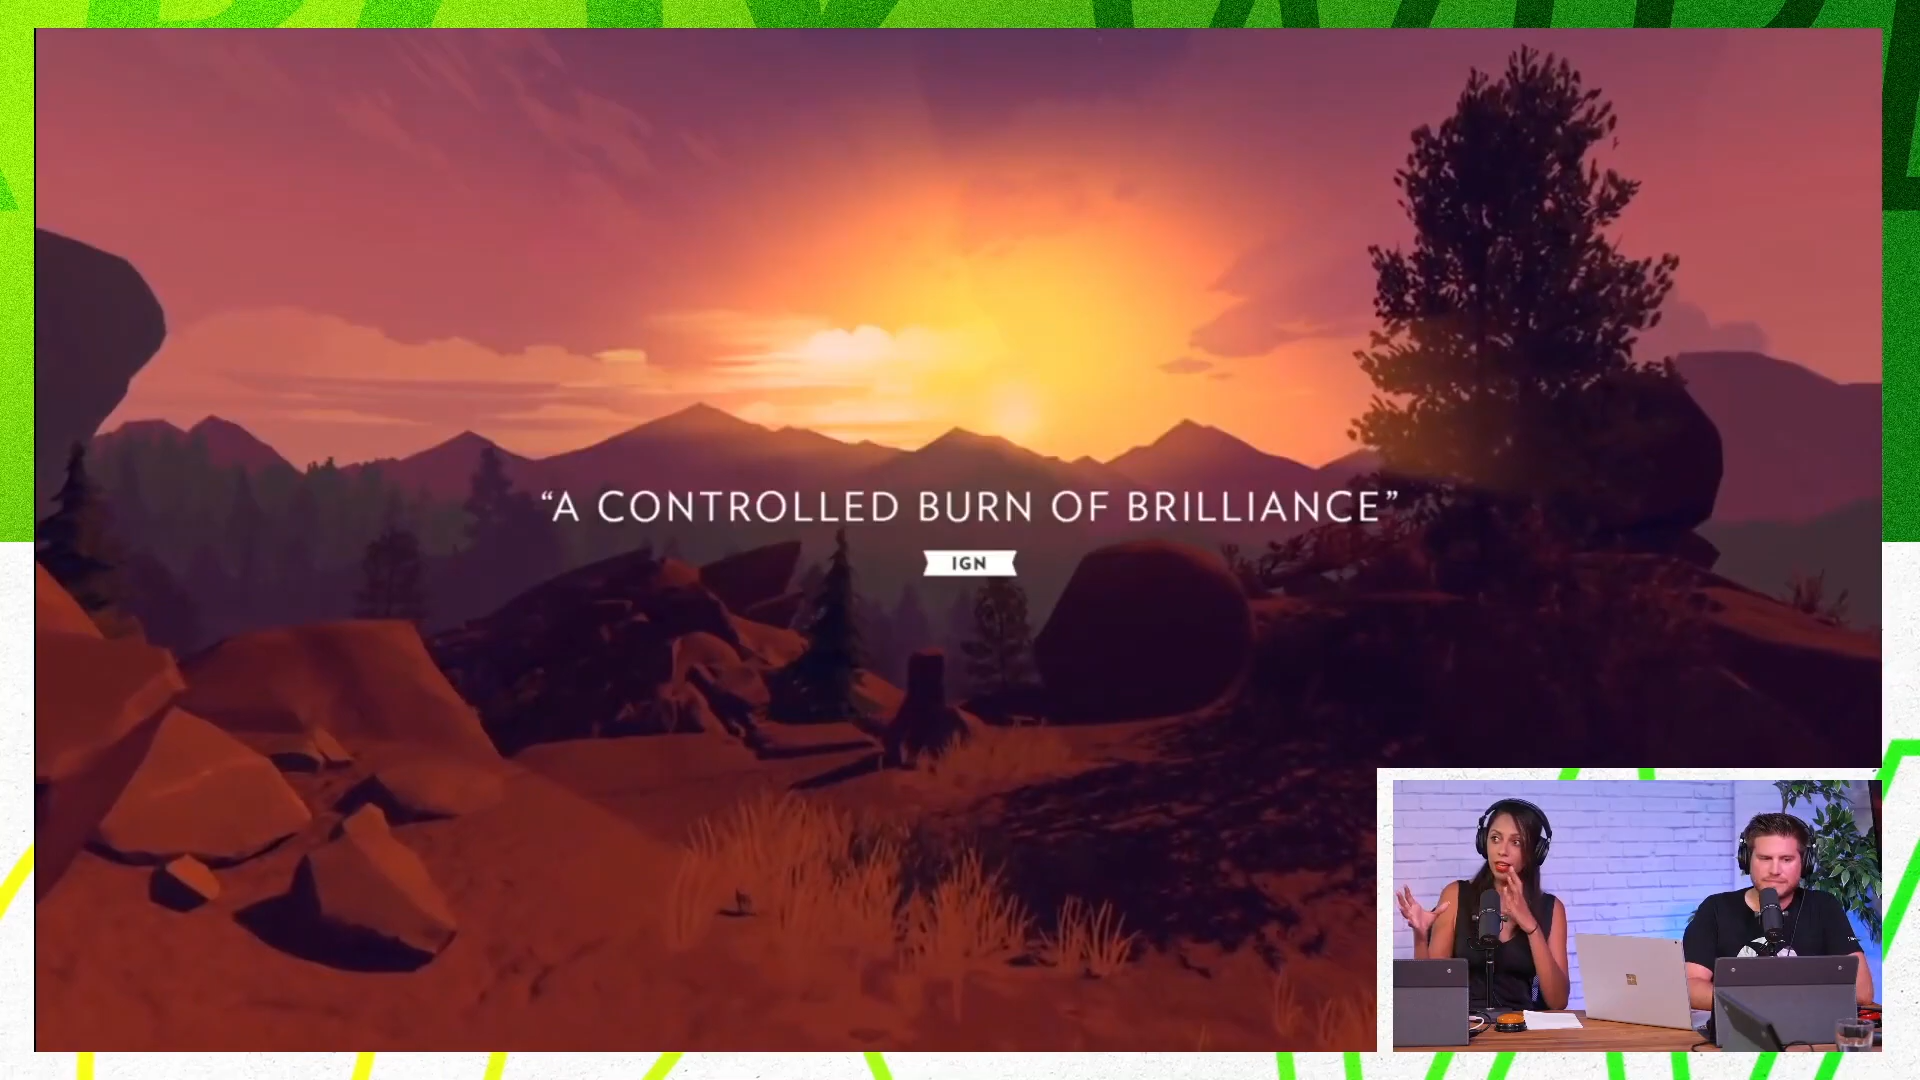 “A CONTROLLED BURN OF BRILLIANCE”
IGN